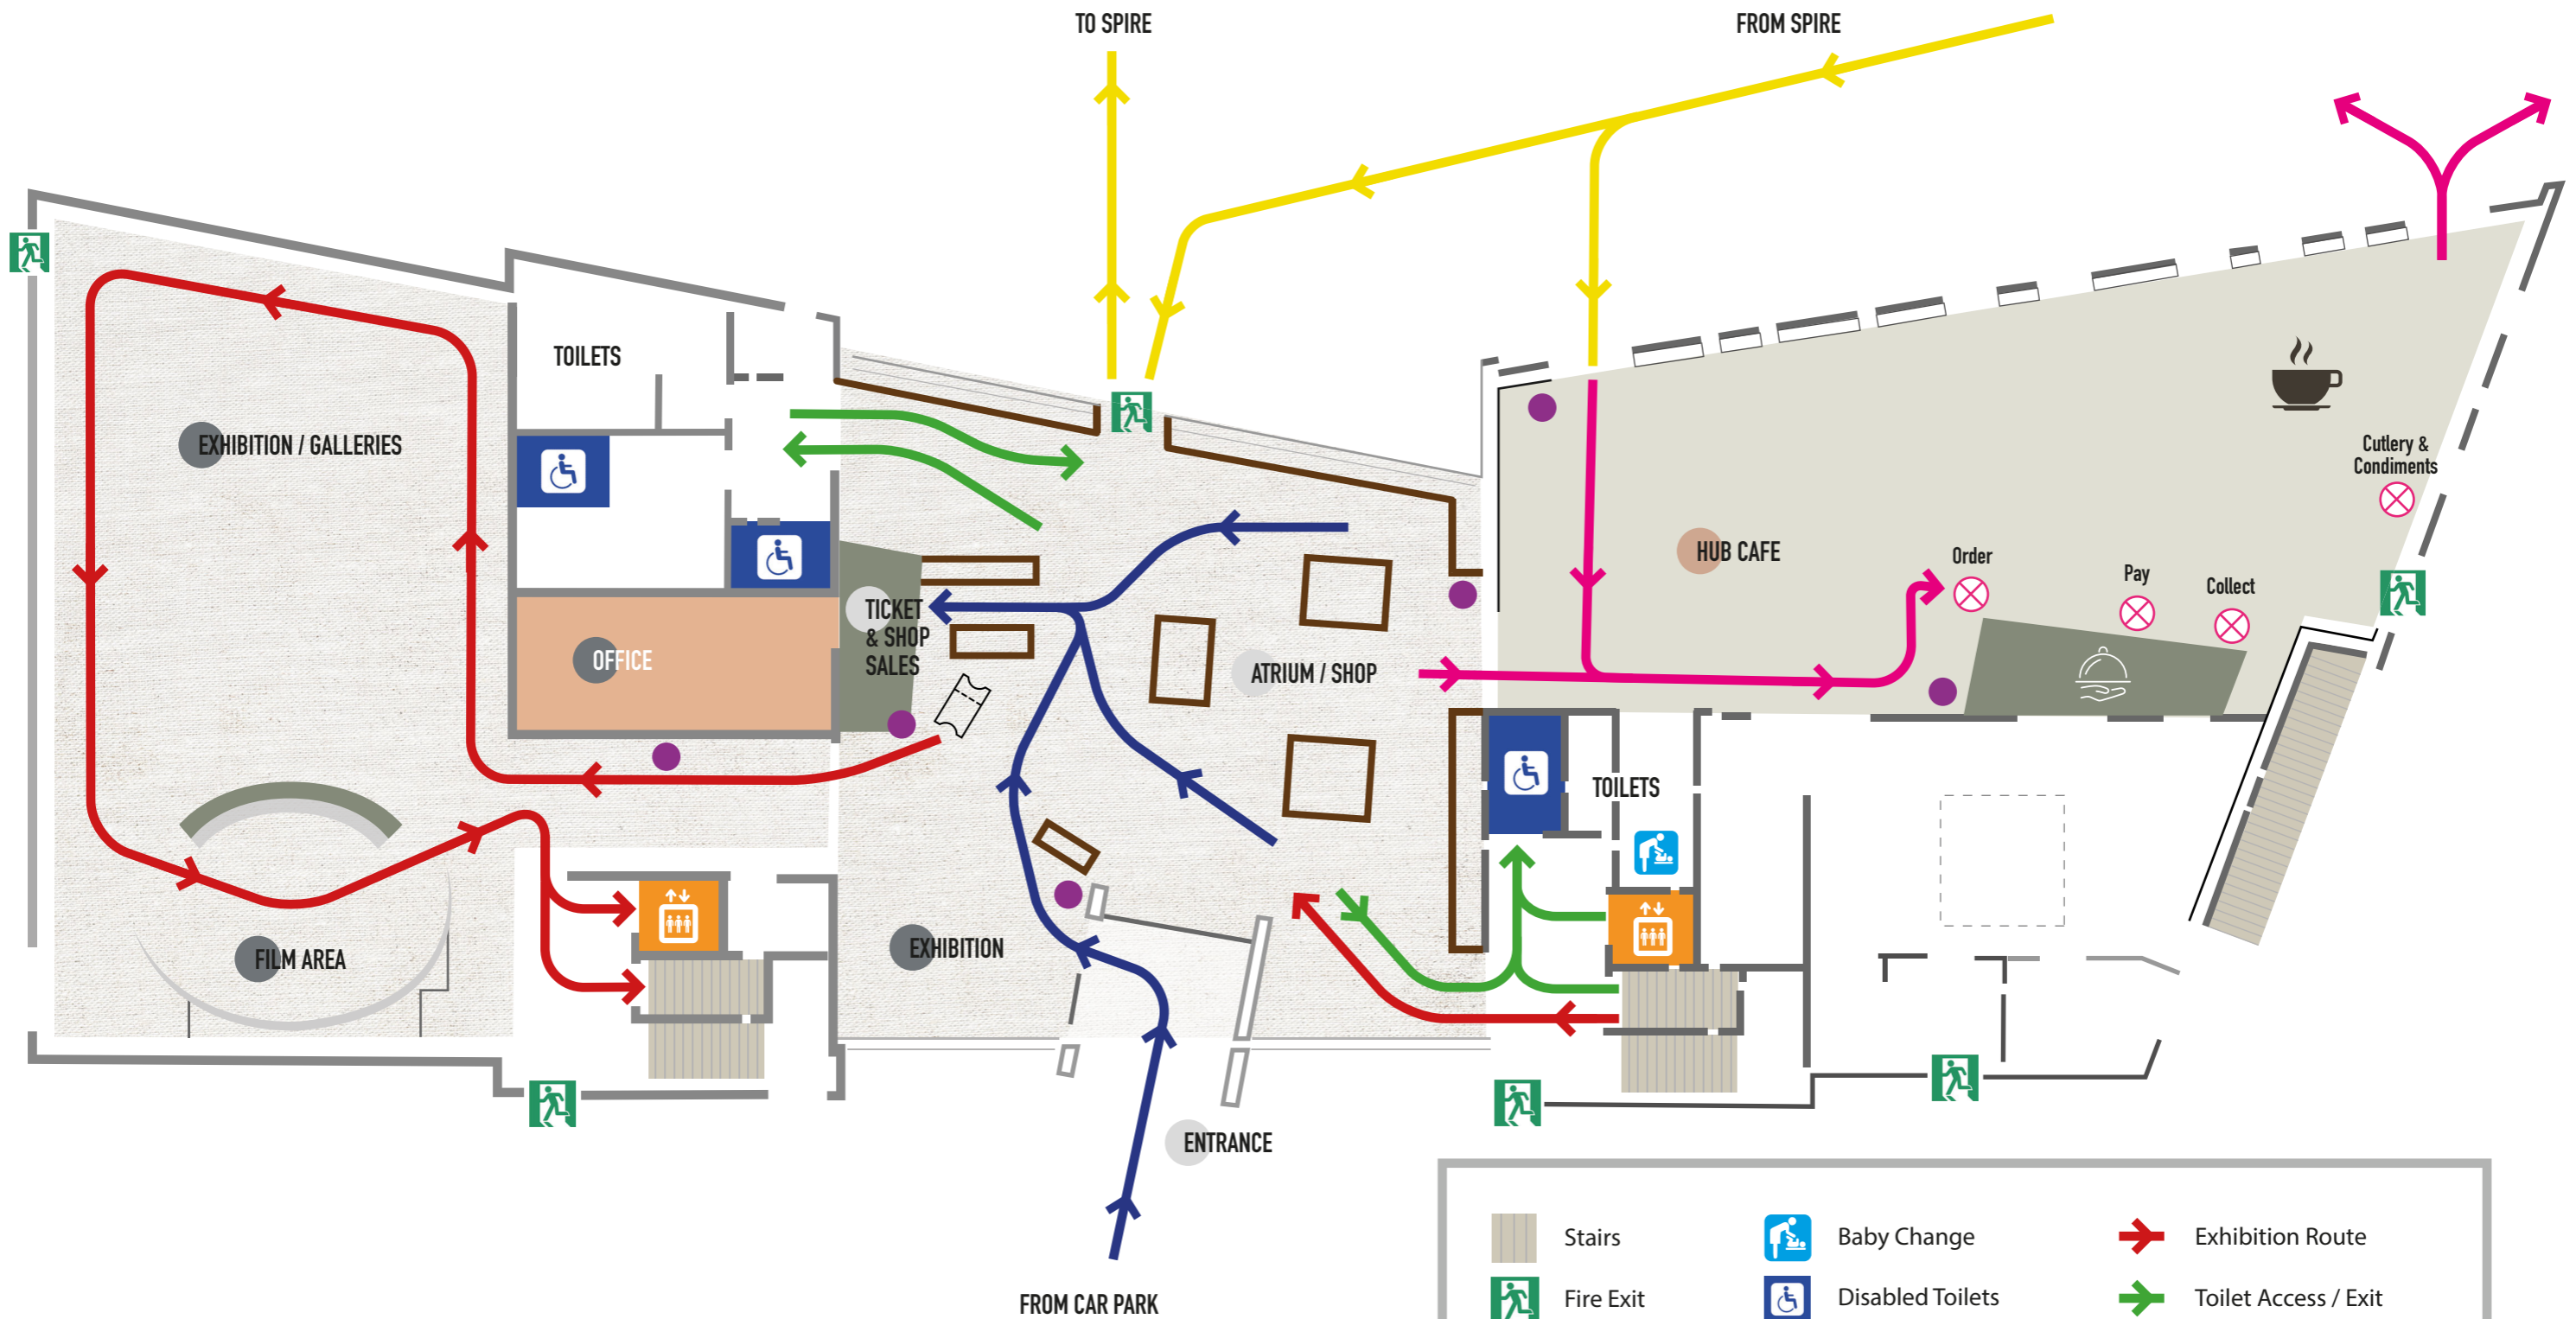 TO SPIRE
FROM SPIRE
TOILETS
EXHIBITION / GALLERIES
Cutlery &
Condiments
HUB CAFE
Order
Pay
Collect
TICKET
& SHOP
SALES
OFFICE
ATRIUM / SHOP
TOILETS
EXHIBITION
FILM AREA
ENTRANCE
FROM CAR PARK
Stairs
Baby Change
Exhibition Route
Fire Exit
Disabled Toilets
Toilet Access / Exit